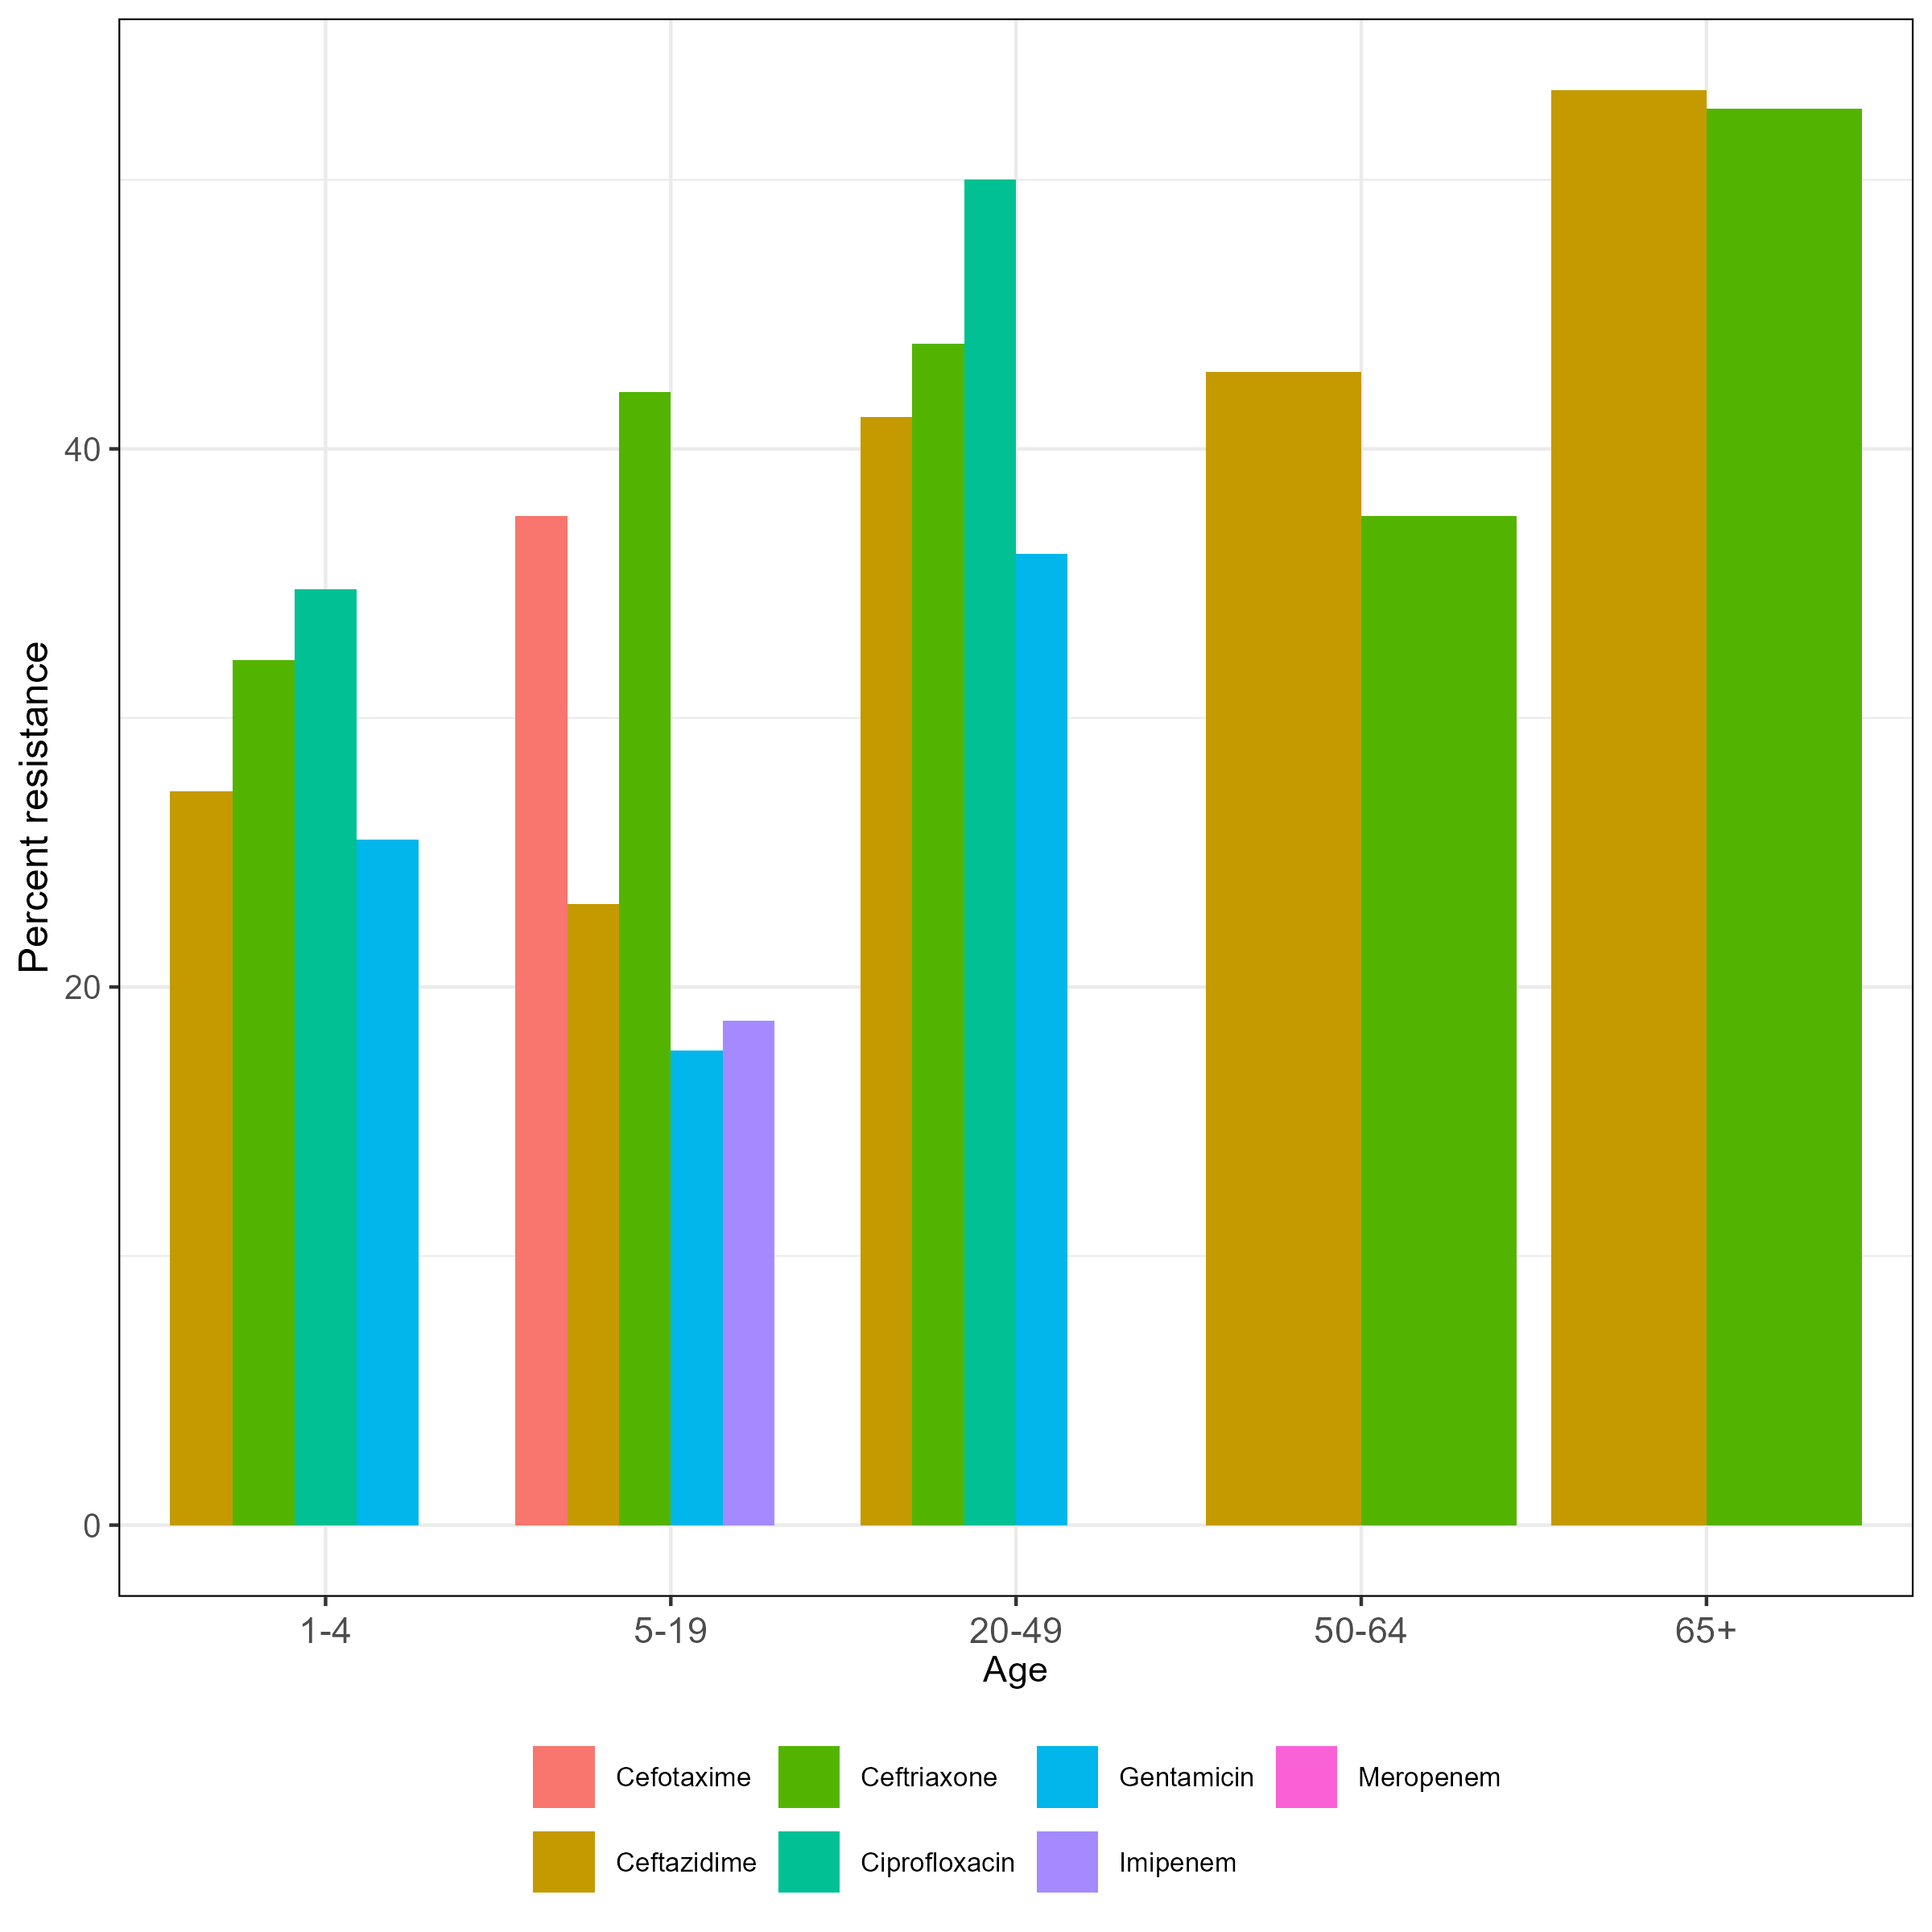 Percent resistance
40
20
0
1-4 5-19 20-49 50-64 65+
Age
Cefotaxime Ceftriaxone Gentamicin Meropenem
Ceftazidime Ciprofloxacin Imipenem